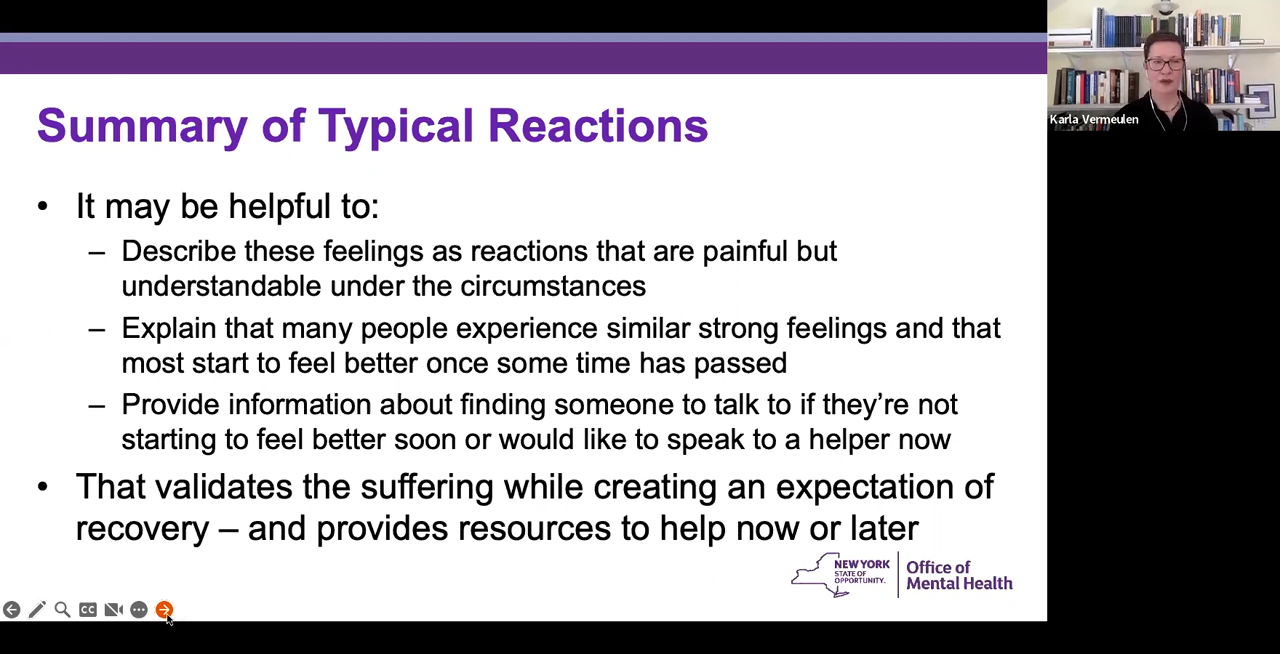 Summary of Typical Reactions
• It may be helpful to:
– Describe these feelings as reactions that are painful but
understandable under the circumstances
– Explain that many people experience similar strong feelings and that
most start to feel better once some time has passed
– Provide information about finding someone to talk to if they’re not
starting to feel better soon or would like to speak to a helper now
• That validates the suffering while creating an expectation of
recovery – and provides resources to help now or later
NEW YORK
STATE OF
OPPORTUNITY.
Office of
Mental Health
CC
Karla Vermeulen